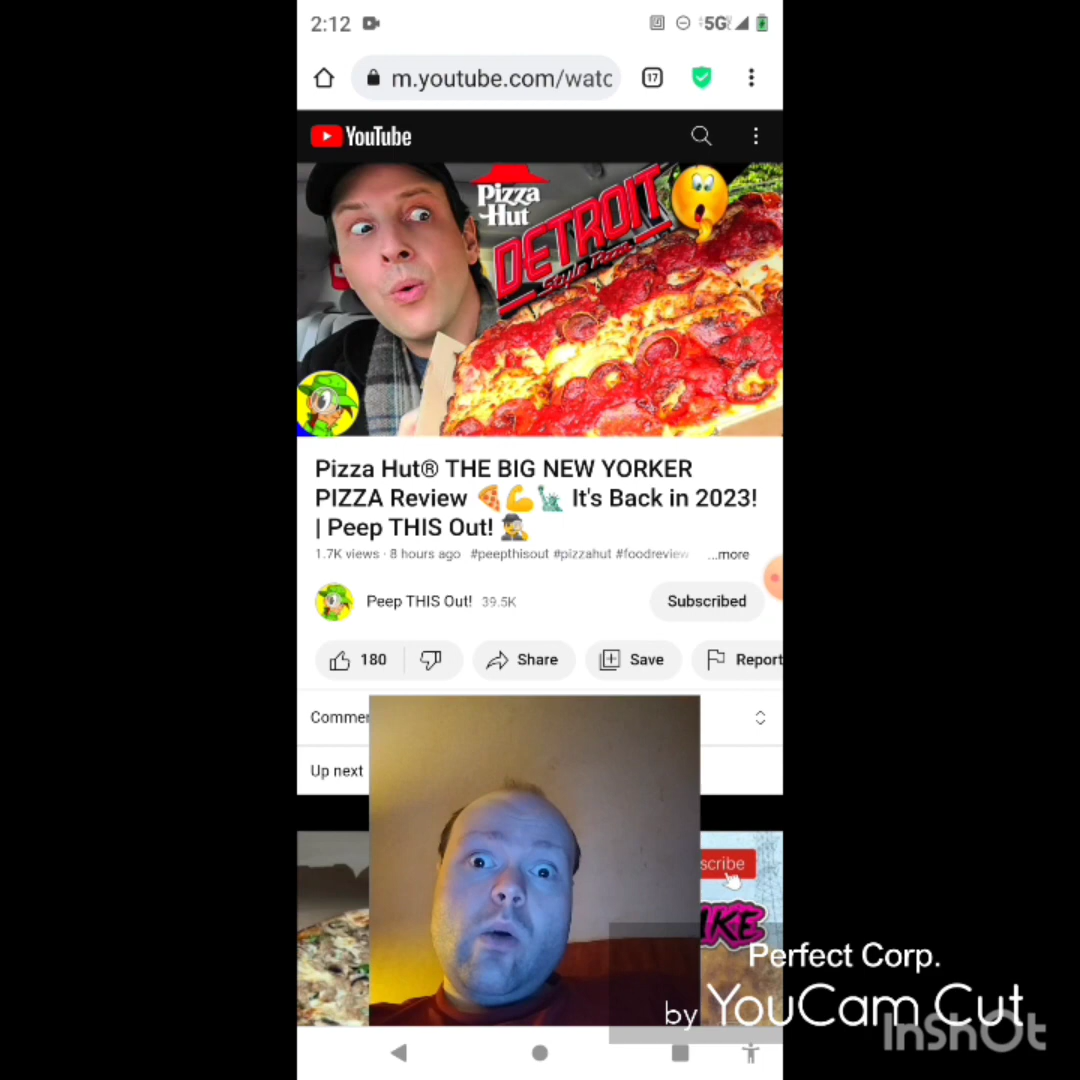 2:12
5G
m.youtube.com/watc
17
YouTube
Pizza
Hut
DETROIT
Style Pizza
Pizza Hut® THE BIG NEW YORKER
PIZZA Review 🍕💪🗽 It's Back in 2023!
| Peep THIS Out! 🕵️
1.7K views · 8 hours ago #peepthisout #pizzahut #foodreview ...more
Peep THIS Out! 39.5K
Subscribed
180
Share
Save
Report
Commen
Up next
scribe
IKE
Perfect Corp.
by YouCam Cut
InShOt